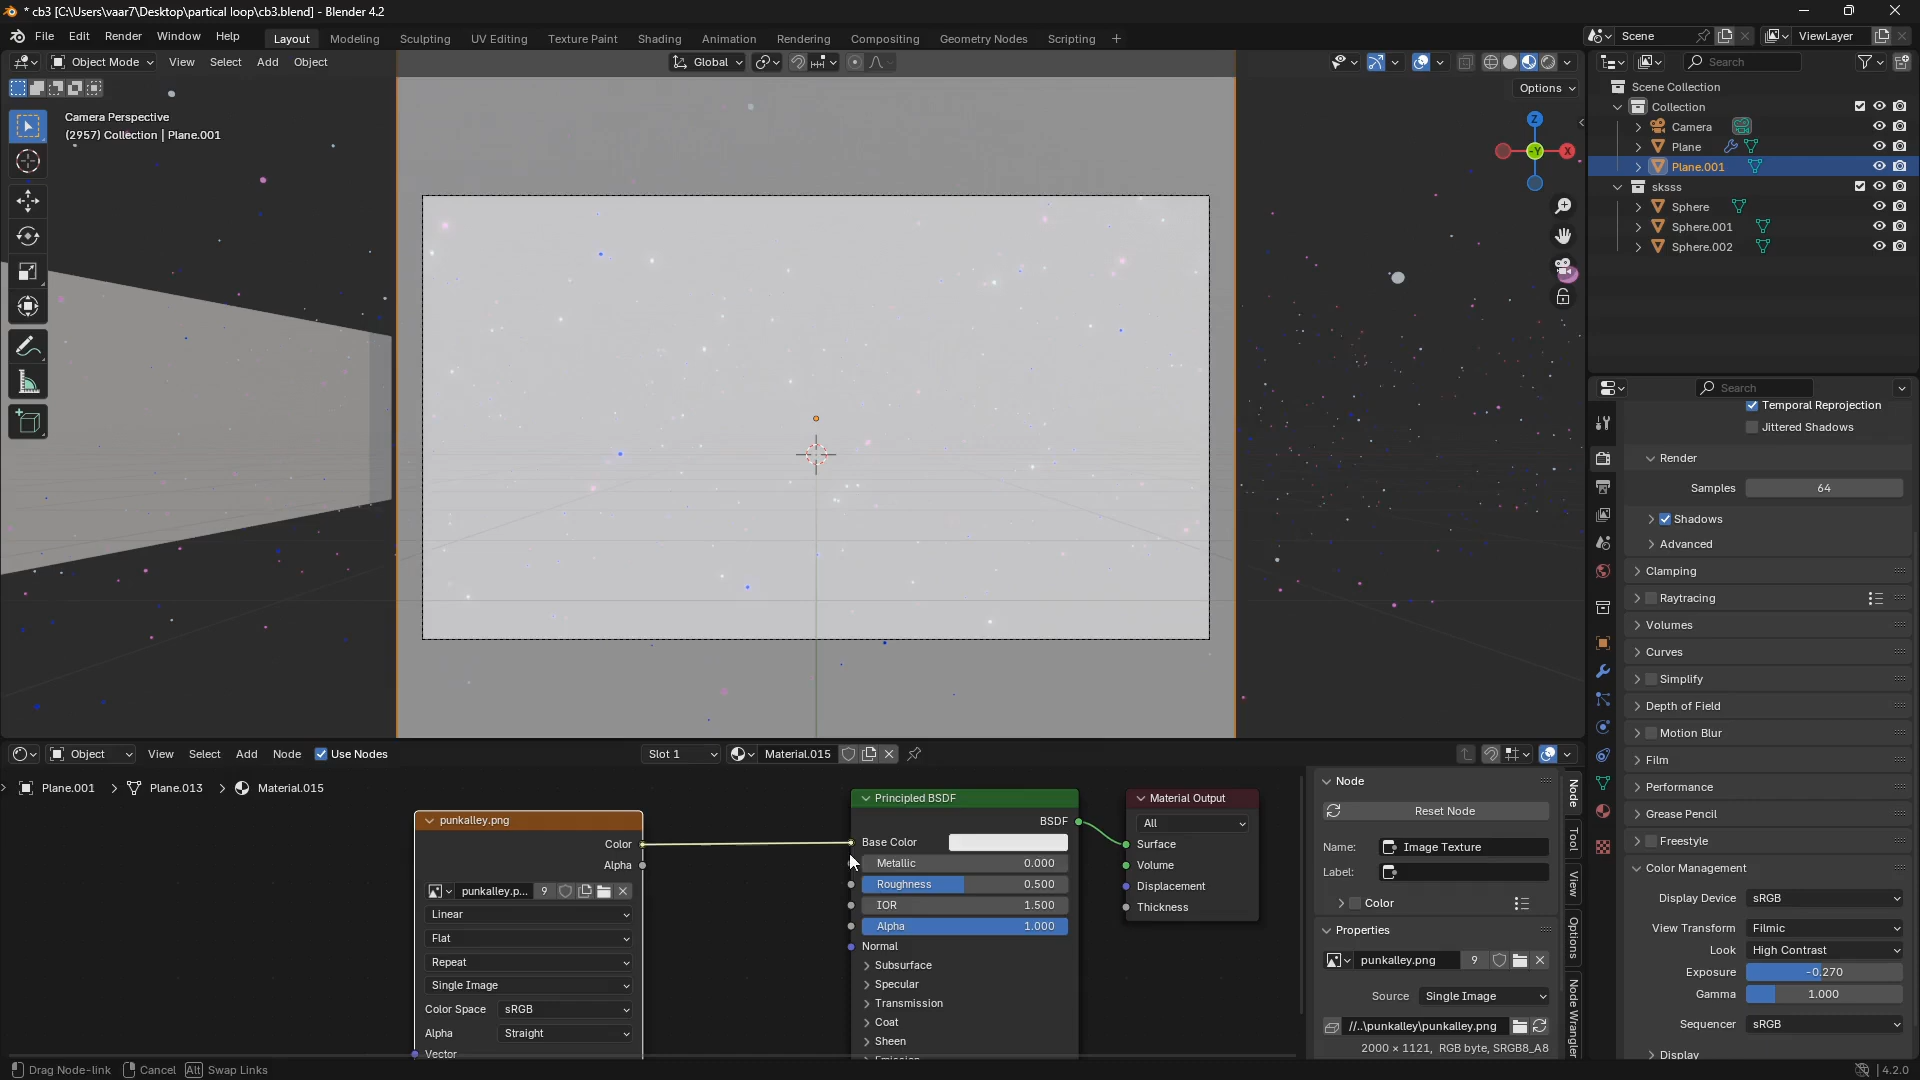 * cb3 [C:\Users\vaar7\Desktop\partical loop\cb3.blend] - Blender 4.2
File Edit Render Window Help
Layout Modeling Sculpting UV Editing Texture Paint Shading Animation Rendering Compositing Geometry Nodes Scripting +
Scene
ViewLayer
Object Mode View Select Add Object
Global
Options
Camera Perspective
(2957) Collection | Plane.001
Z
X
-Y
Search
Scene Collection
Collection
Camera
Plane
Plane.001
sksss
Sphere
Sphere.001
Sphere.002
Search
Temporal Reprojection
Jittered Shadows
Render
Samples 64
Shadows
Advanced
Clamping
Raytracing
Volumes
Curves
Simplify
Depth of Field
Motion Blur
Film
Performance
Grease Pencil
Freestyle
Color Management
Display Device sRGB
View Transform Filmic
Look High Contrast
Exposure -0.270
Gamma 1.000
Sequencer sRGB
Display
Object View Select Add Node Use Nodes
Slot 1
Material.015
Plane.001 > Plane.013 > Material.015
punkalley.png
Color
Alpha
punkalley.p... 9
Linear
Flat
Repeat
Single Image
Color Space sRGB
Alpha Straight
Vector
Principled BSDF
BSDF
Base Color
Metallic 0.000
Roughness 0.500
IOR 1.500
Alpha 1.000
Normal
Subsurface
Specular
Transmission
Coat
Sheen
Emission
Material Output
All
Surface
Volume
Displacement
Thickness
Node
Reset Node
Name: Image Texture
Label:
Color
Properties
punkalley.png 9
Source Single Image
//..\punkalley\punkalley.png
2000 × 1121, RGB byte, SRGB8_A8
Node
Tool
View
Options
Node Wrangler
Drag Node-link Cancel Alt Swap Links
4.2.0